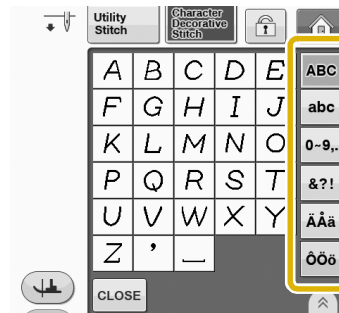 Utility
Stitch
Character
Decorative
Stitch
A B C D E
F G H I J
K L M N O
P Q R S T
U V W X Y
Z ’ _
ABC
abc
0~9,.
&?!
ÄÅä
ÔÖö
CLOSE